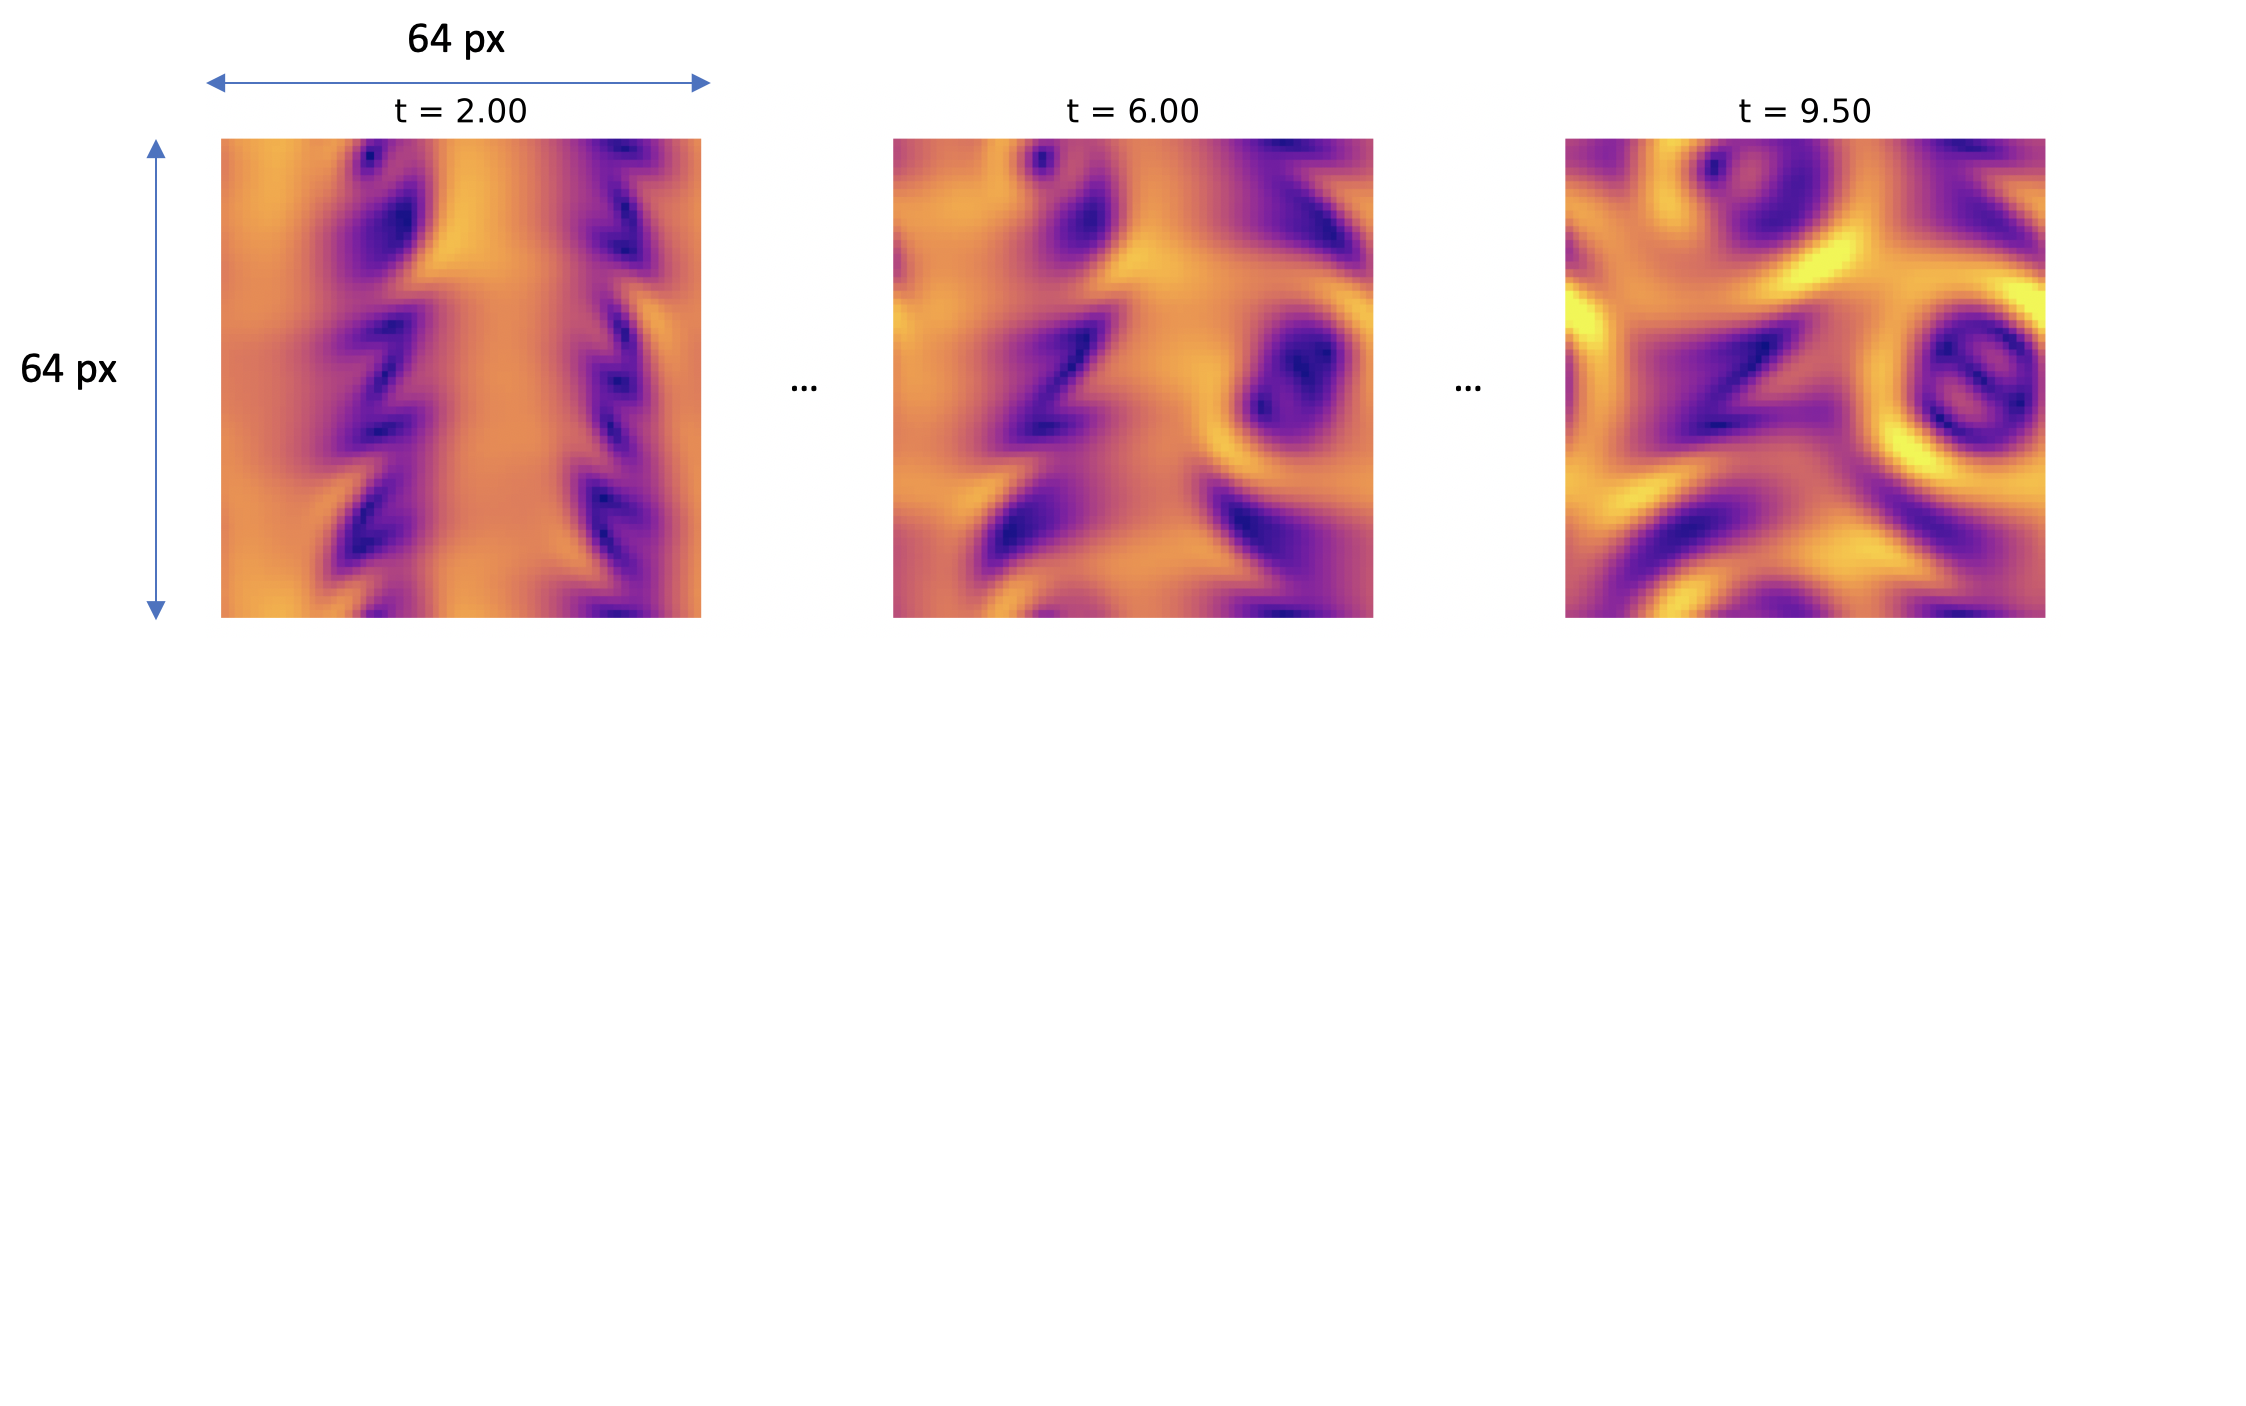 64 px
t = 2.00
t = 6.00
t = 9.50
64 px
...
...